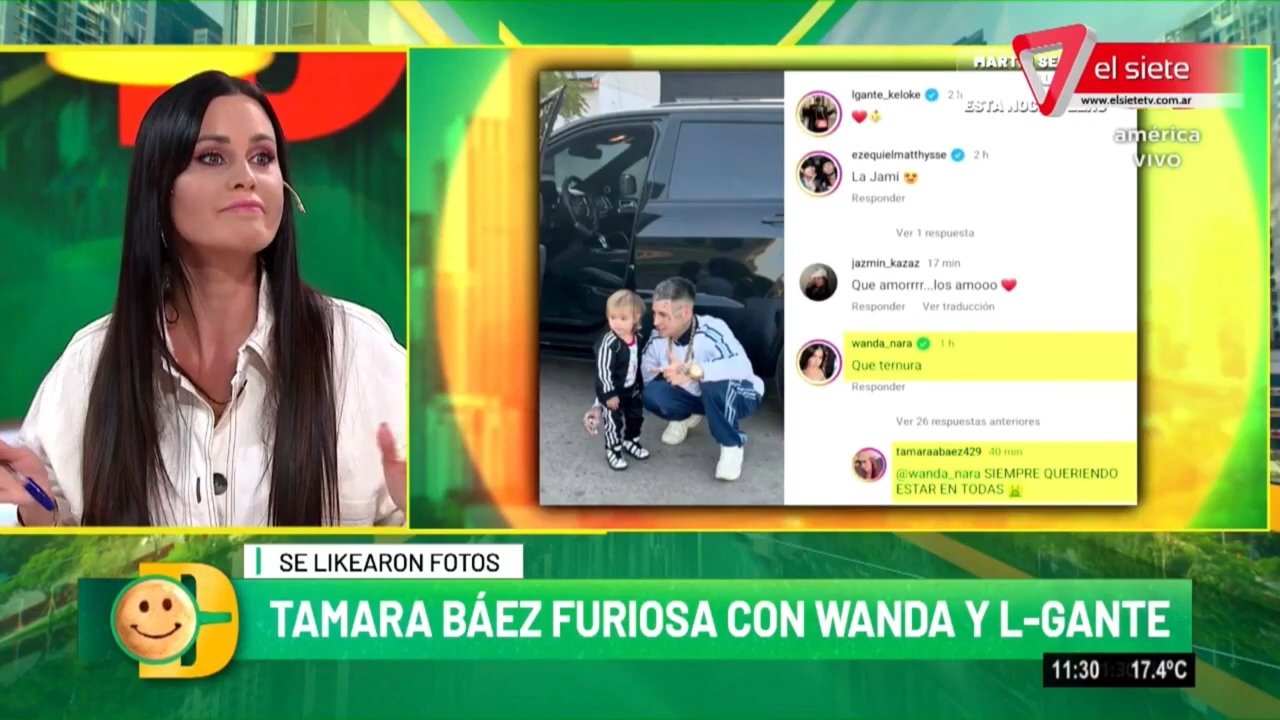 el siete
www.elsietetv.com.ar
américa
VIVO
lgante_keloke 2 h
ezequielmatthysse 2 h
La Jami 😍
Responder
Ver 1 respuesta
jazmin_kazaz 17 min
Que amorrrr...los amooo ❤️
Responder Ver traducción
wanda_nara 1 h
Que ternura
Responder
Ver 26 respuestas anteriores
tamaraabaez429 40 min
@wanda_nara SIEMPRE QUERIENDO
ESTAR EN TODAS
SE LIKEARON FOTOS
TAMARA BÁEZ FURIOSA CON WANDA Y L-GANTE
11:30 17.4ºC